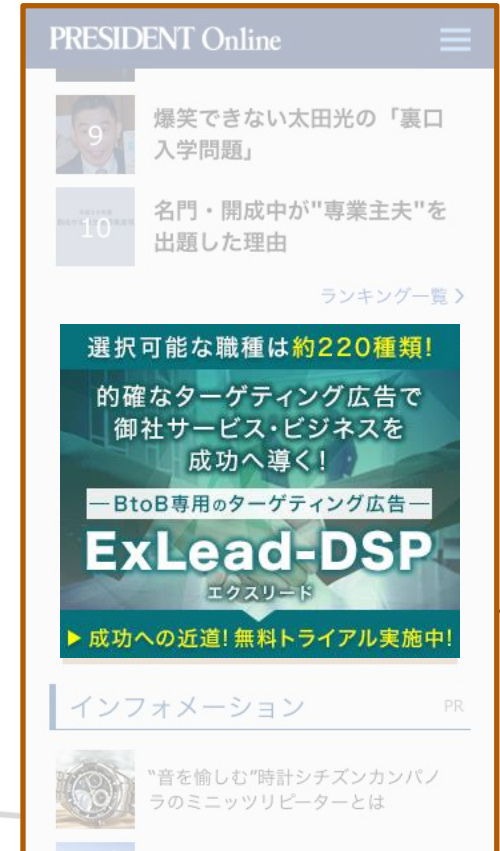 PRESIDENT Online
9
爆笑できない太田光の「裏口
入学問題」
10
名門・開成中が"専業主夫"を
出題した理由
ランキング一覧
選択可能な職種は約220種類!
的確なターゲティング広告で
御社サービス・ビジネスを
成功へ導く!
BtoB専用のターゲティング広告
ExLead-DSP
エクスリード
成功への近道!無料トライアル実施中!
インフォメーション
PR
“音を愉しむ”時計シチズンカンパノ
ラのミニッツリピーターとは